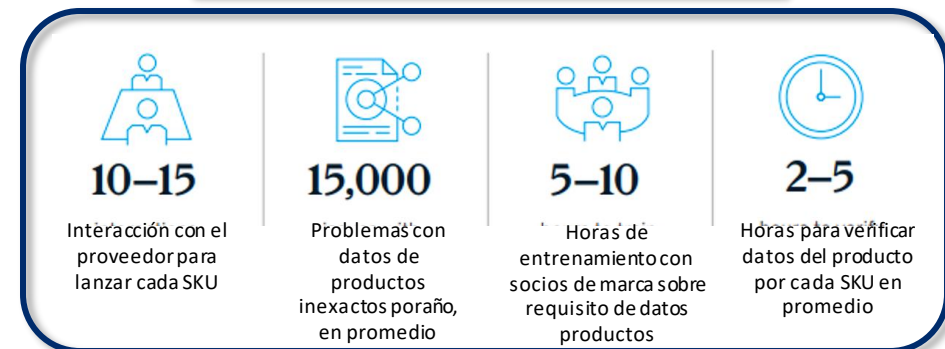 10–15
Interacción con el
proveedor para
lanzar cada SKU
15,000
Problemas con
datos de
productos
inexactos poraño,
en promedio
5–10
Horas de
entrenamiento con
socios de marca sobre
requisito de datos
productos
2–5
Horas para verificar
datos del producto
por cada SKU en
promedio